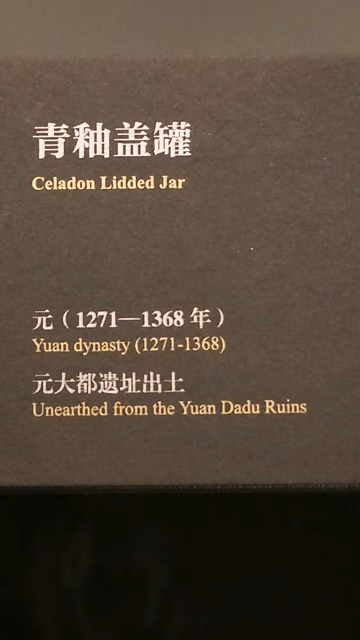 青釉盖罐
Celadon Lidded Jar
元（1271—1368 年）
Yuan dynasty (1271-1368)
元大都遗址出土
Unearthed from the Yuan Dadu Ruins